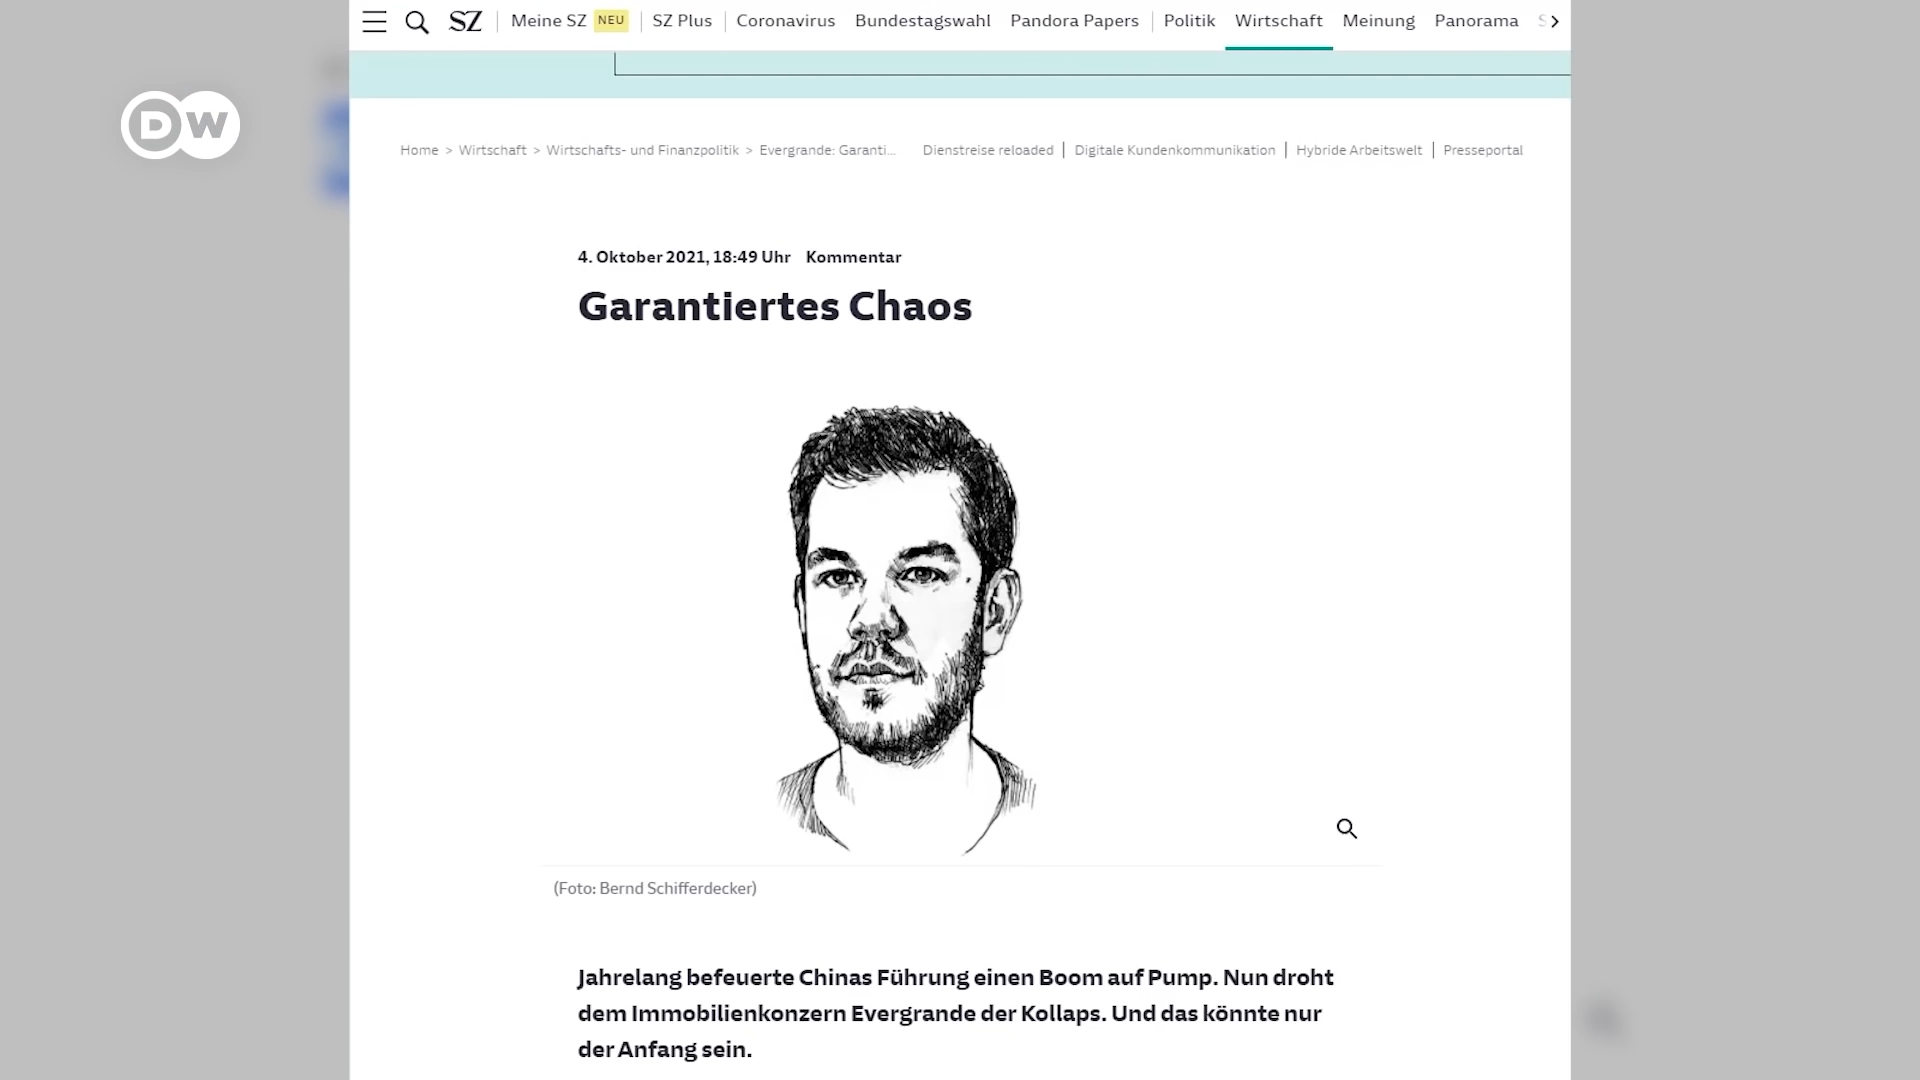 SZ Meine SZ NEU SZ Plus Coronavirus Bundestagswahl Pandora Papers Politik Wirtschaft Meinung Panorama
DW
Home > Wirtschaft > Wirtschafts- und Finanzpolitik > Evergrande: Garanti... Dienstreise reloaded | Digitale Kundenkommunikation | Hybride Arbeitswelt | Presseportal
4. Oktober 2021, 18:49 Uhr Kommentar
Garantiertes Chaos
(Foto: Bernd Schifferdecker)
Jahrelang befeuerte Chinas Führung einen Boom auf Pump. Nun droht
dem Immobilienkonzern Evergrande der Kollaps. Und das könnte nur
der Anfang sein.